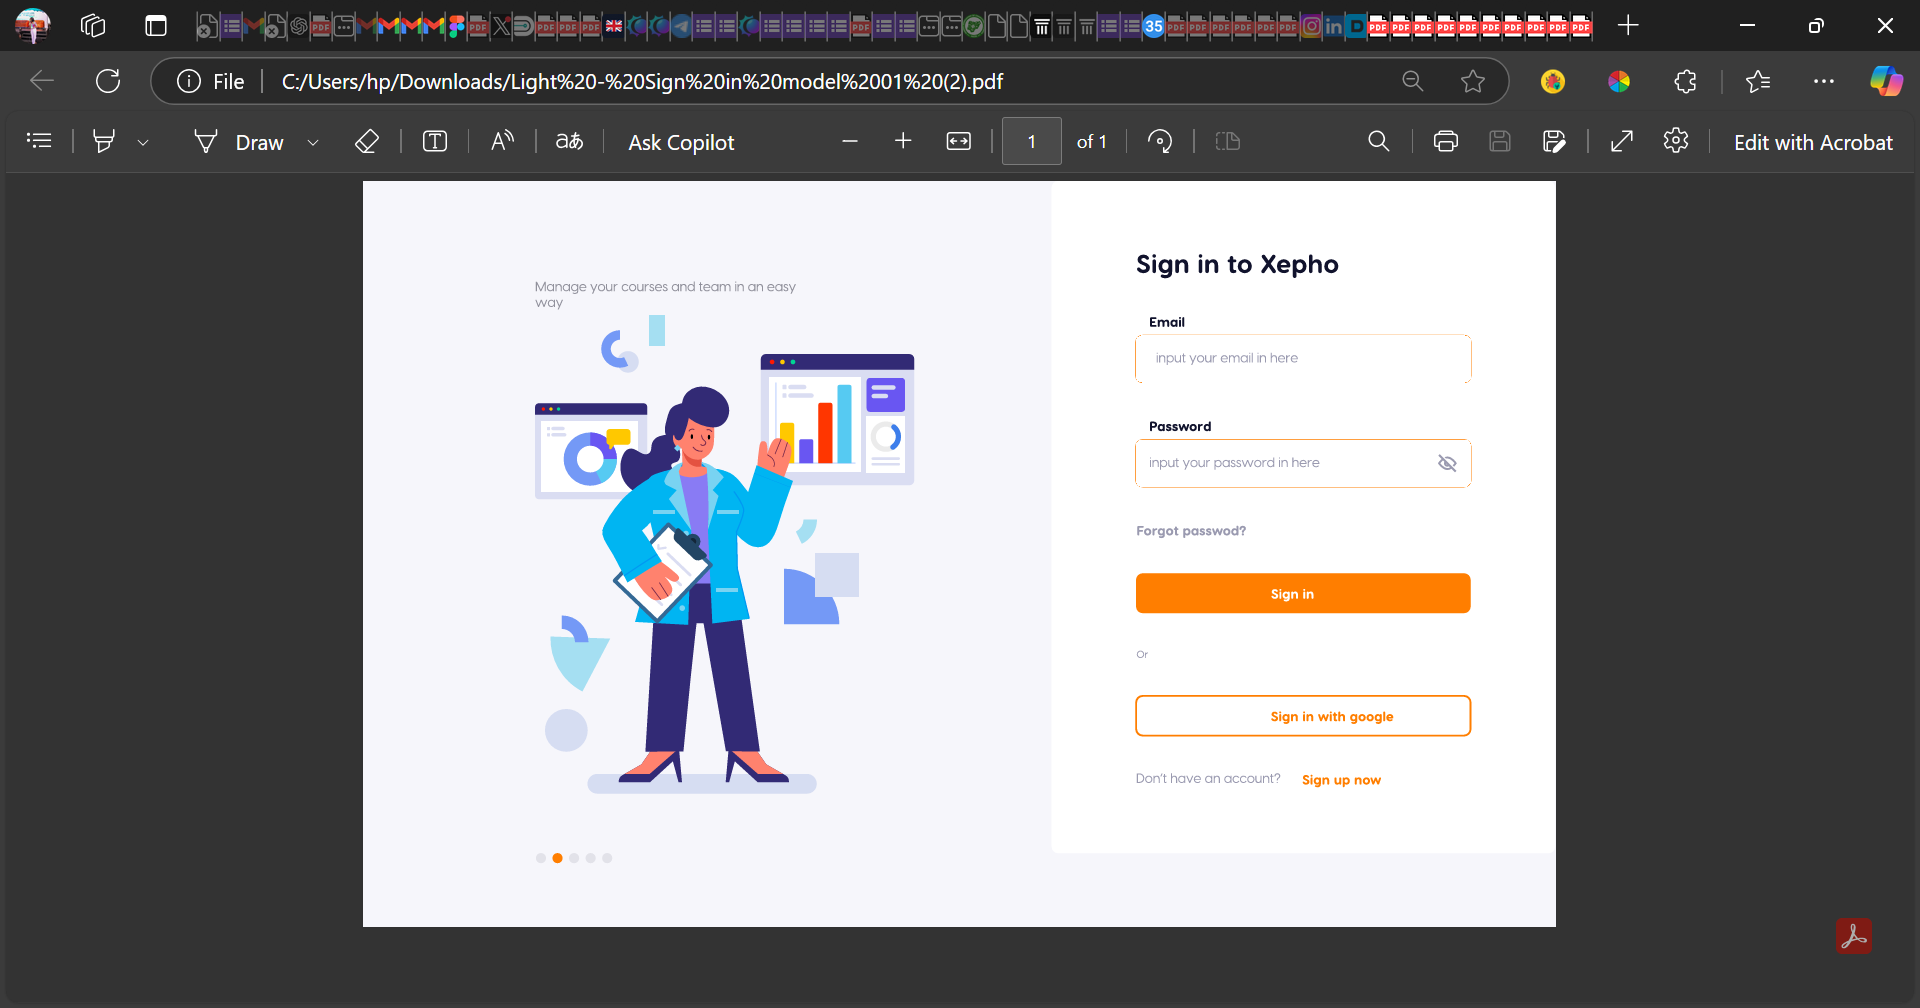 35
File
C:/Users/hp/Downloads/Light%20-%20Sign%20in%20model%2001%20(2).pdf
Draw
Ask Copilot
1
of 1
Edit with Acrobat
Manage your courses and team in an easy
way
Sign in to Xepho
Email
input your email in here
Password
input your password in here
Forgot passwod?
Sign in
Or
Sign in with google
Don't have an account? Sign up now